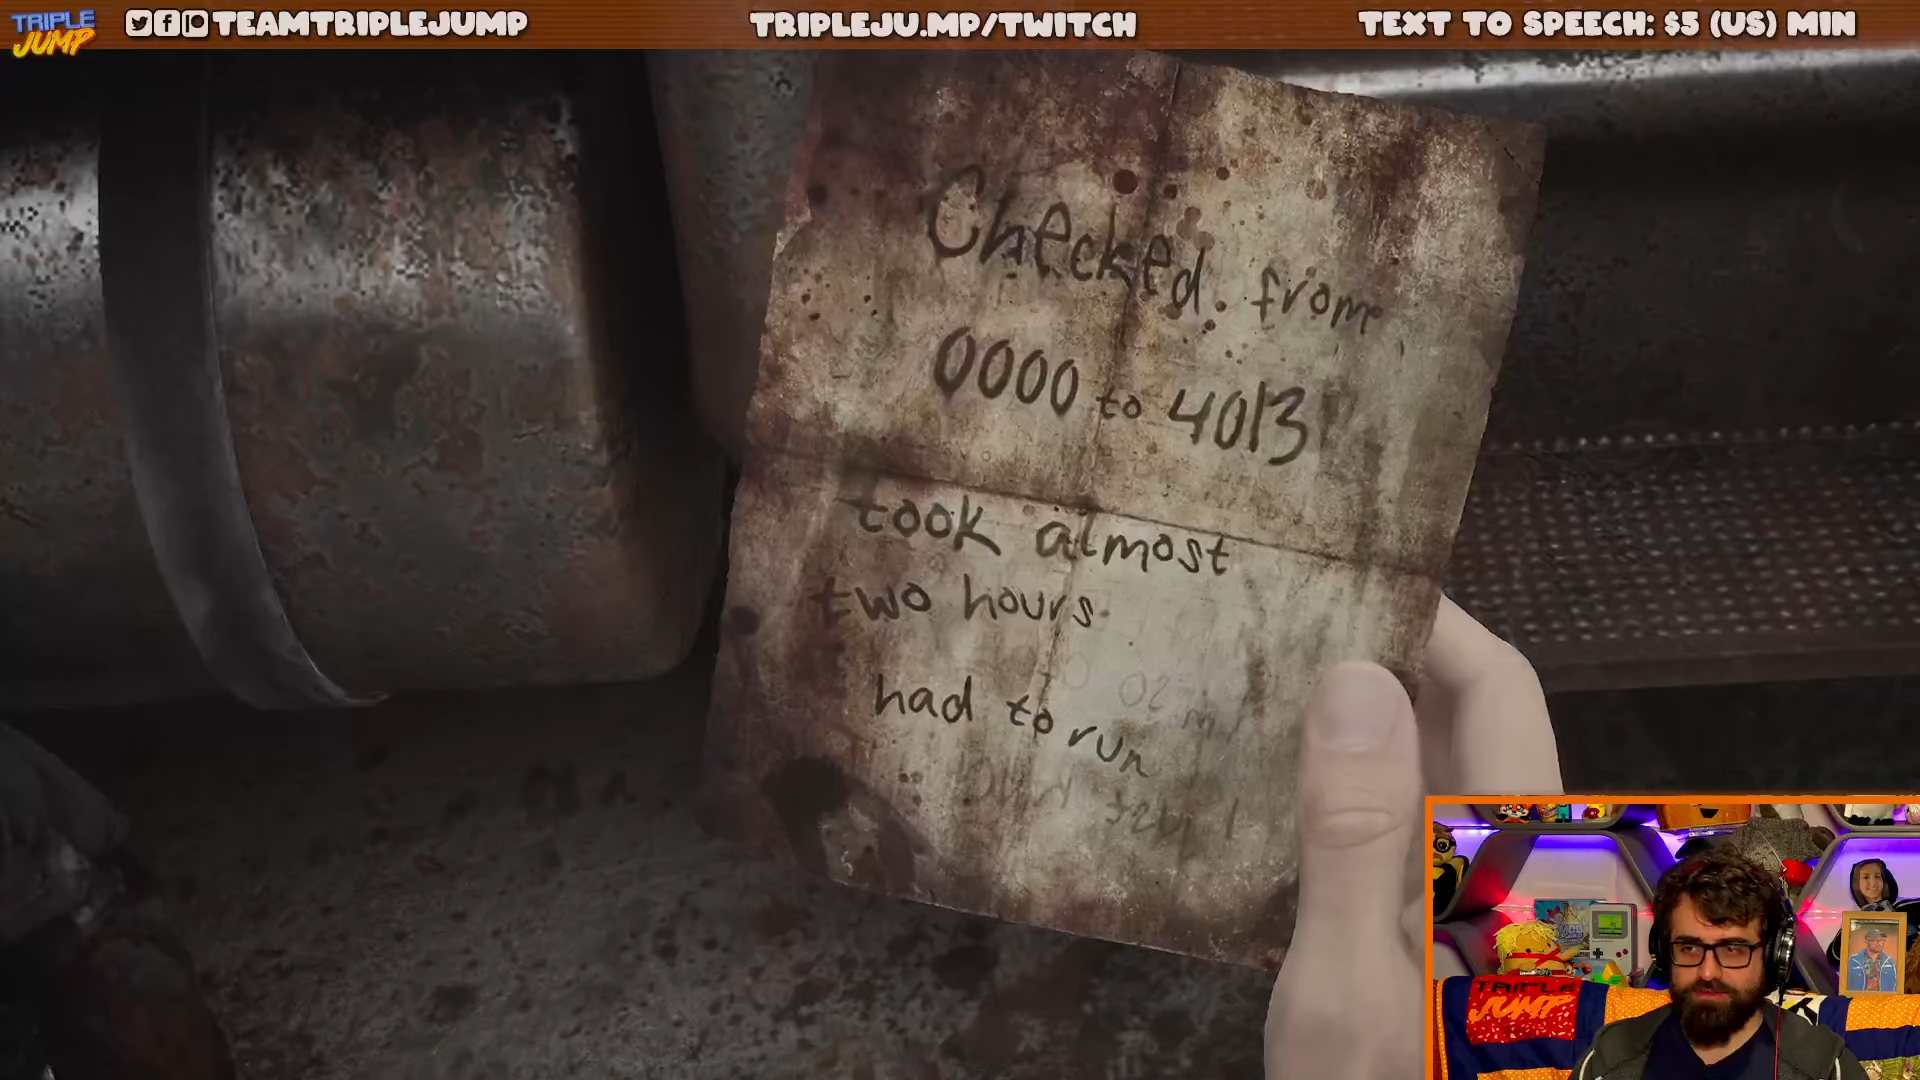 TRIPLE
JUMP
TEAMTRIPLEJUMP
TRIPLEJU.MP/TWITCH
TEXT TO SPEECH: $5 (US) MIN
Checked from
0000 to 4013
took almost
two hours
had to run
TRIPLE
JUMP